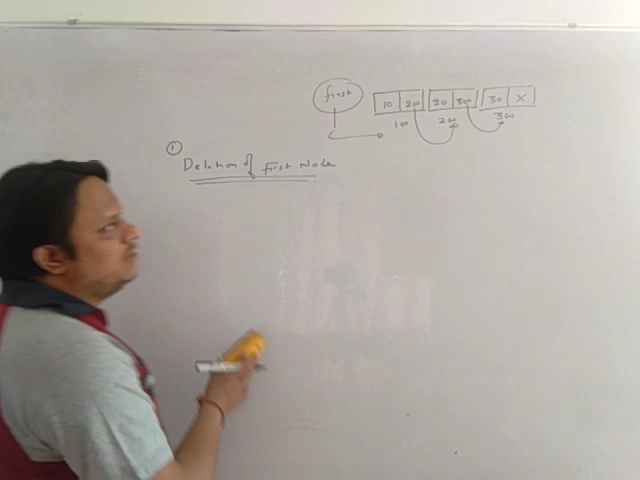 first
10 200 20 300 30 X
100 200 300
①
Deletion of First Node